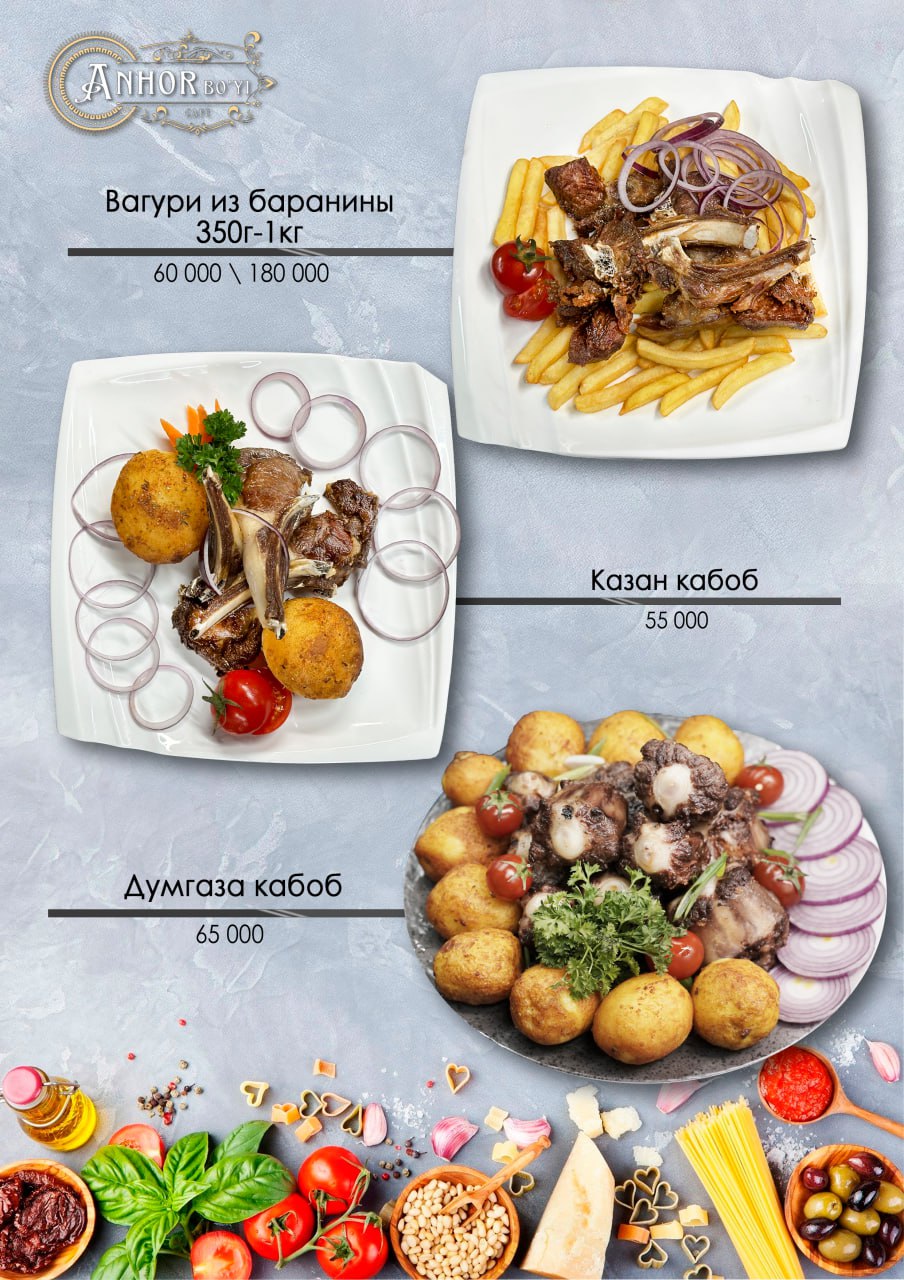 ANHOR BO'YI
CAFE
Вагури из баранины
350г-1кг
60 000 \ 180 000
Казан кабоб
55 000
Думгаза кабоб
65 000